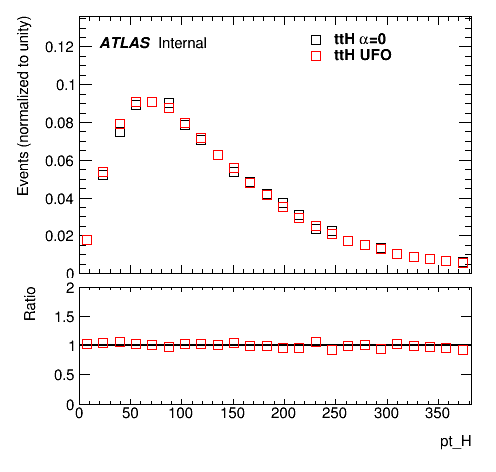 ATLAS Internal
ttH α=0
ttH UFO
Events (normalized to unity)
0.12
0.1
0.08
0.06
0.04
0.02
0
Ratio
2
1.5
1
0.5
0
0 50 100 150 200 250 300 350
pt_H